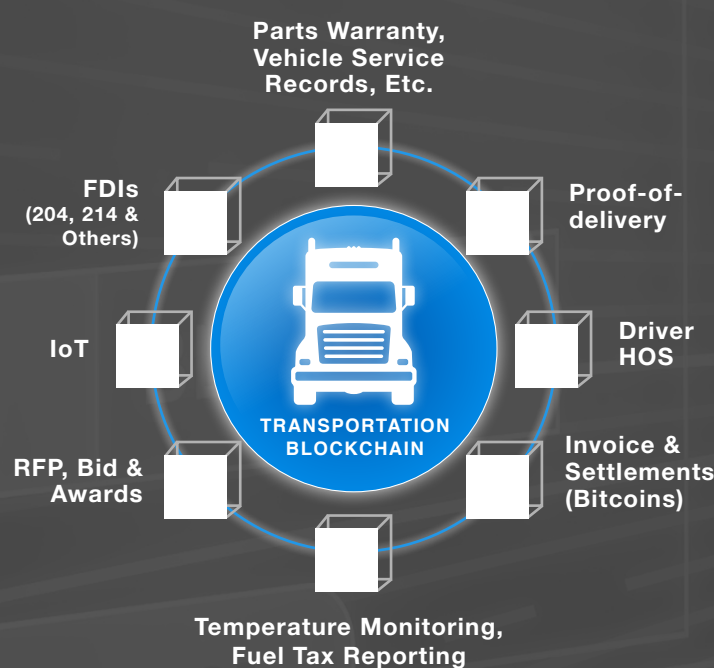 Parts Warranty,
Vehicle Service
Records, Etc.
FDIs
(204, 214 &
Others)
Proof-of-
delivery
IoT
Driver
HOS
TRANSPORTATION
BLOCKCHAIN
RFP, Bid &
Awards
Invoice &
Settlements
(Bitcoins)
Temperature Monitoring,
Fuel Tax Reporting